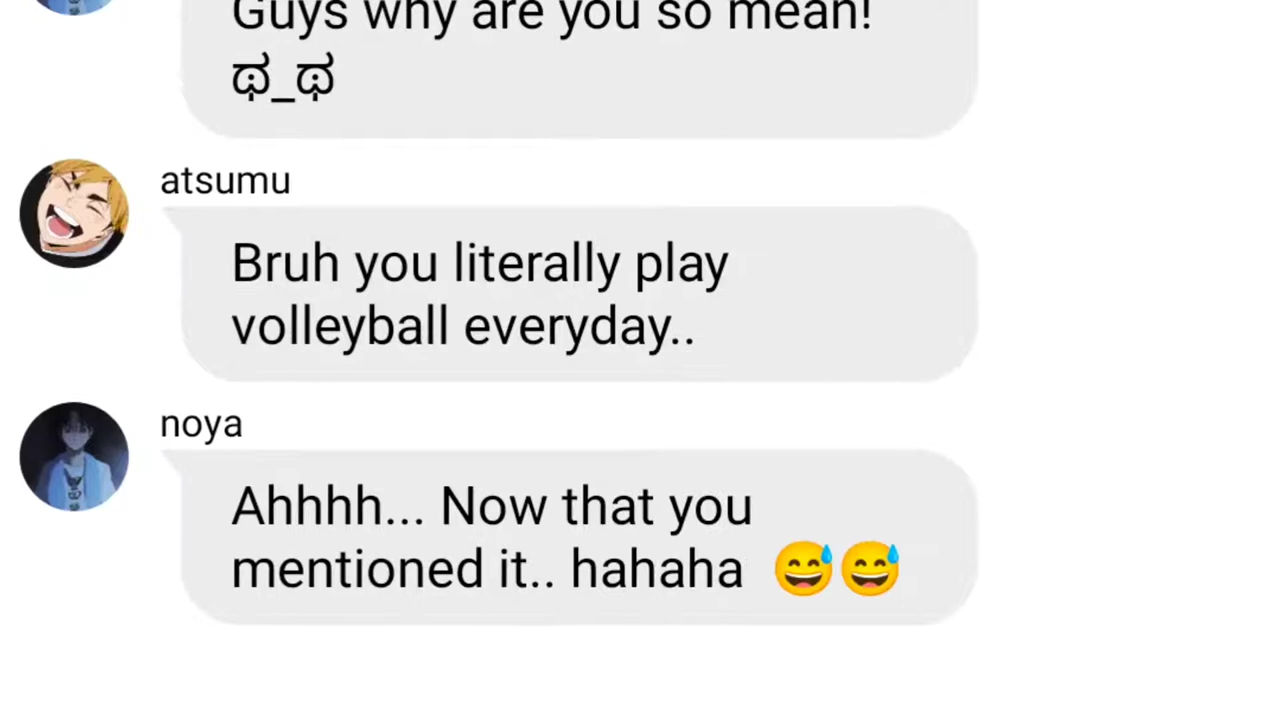 Guys why are you so mean!
ಥ_ಥ
atsumu
Bruh you literally play
volleyball everyday..
noya
Ahhhh... Now that you
mentioned it.. hahaha 😅😅